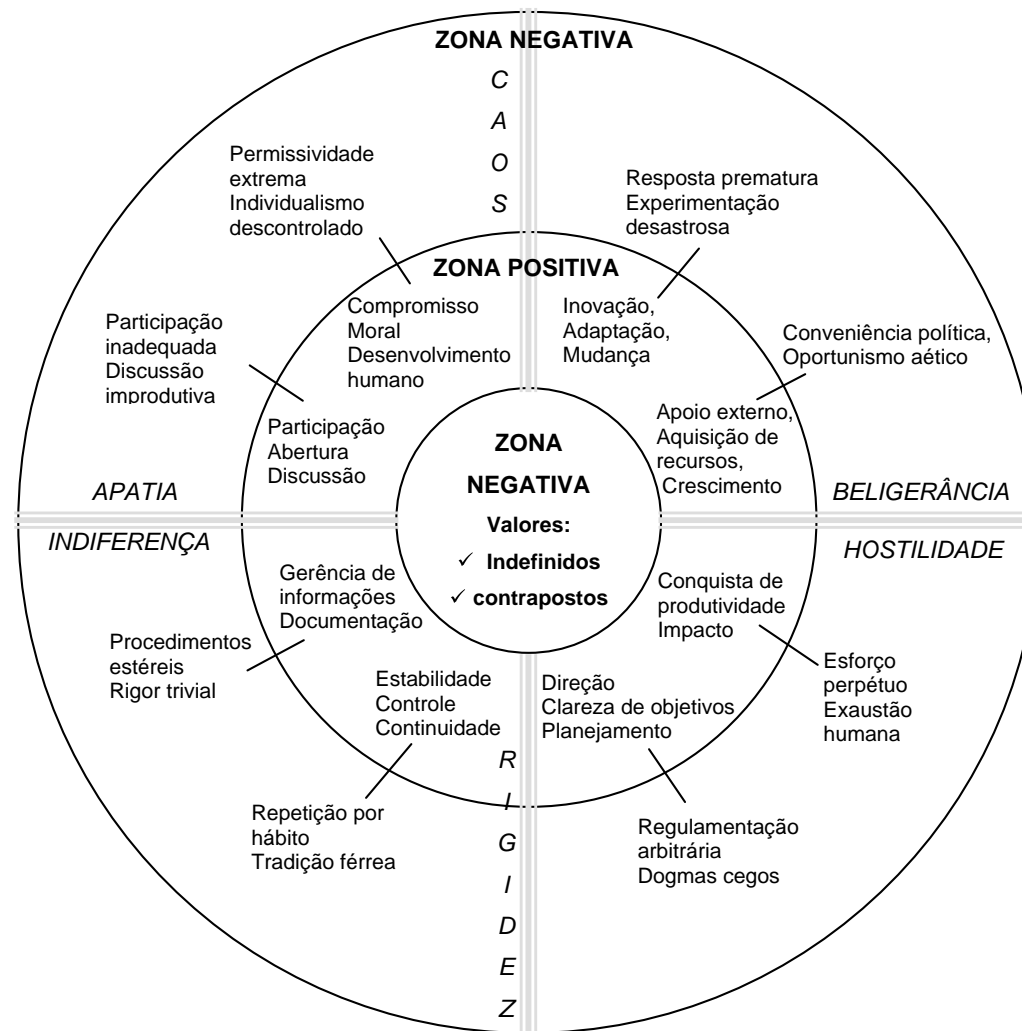 ZONA NEGATIVA
CAOS
Permissividade
extrema
Individualismo
descontrolado
Resposta prematura
Experimentação
desastrosa
ZONA POSITIVA
Compromisso
Moral
Desenvolvimento
humano
Inovação,
Adaptação,
Mudança
Participação
inadequada
Discussão
improdutiva
Conveniência política,
Oportunismo aético
Participação
Abertura
Discussão
Apoio externo,
Aquisição de
recursos,
Crescimento
ZONA
NEGATIVA
Valores:
✓ Indefinidos
✓ contrapostos
APATIA
BELIGERÂNCIA
INDIFERENÇA
HOSTILIDADE
Gerência de
informações
Documentação
Conquista de
produtividade
Impacto
Procedimentos
estéreis
Rigor trivial
Esforço
perpétuo
Exaustão
humana
Estabilidade
Controle
Continuidade
Direção
Clareza de objetivos
Planejamento
RIGIDEZ
Repetição por
hábito
Tradição férrea
Regulamentação
arbitrária
Dogmas cegos